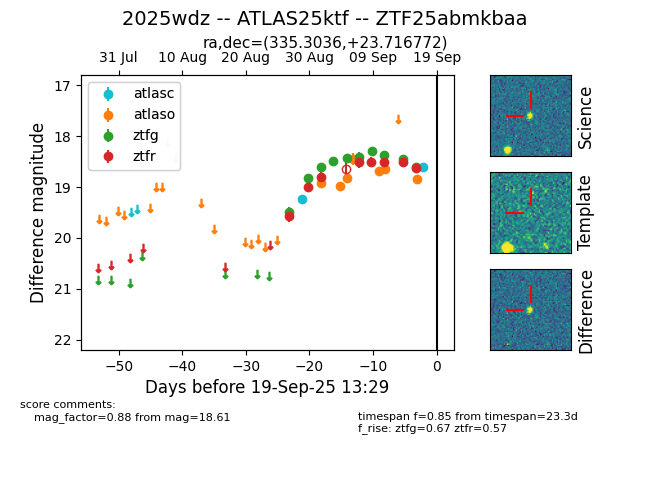 2025wdz -- ATLAS25ktf -- ZTF25abmkbaa
ra,dec=(335.3036,+23.716772)
31 Jul 10 Aug 20 Aug 30 Aug 09 Sep 19 Sep
atlasc
atlaso
ztfg
ztfr
17
18
19
20
21
22
Difference magnitude
−50 −40 −30 −20 −10 0
Days before 19-Sep-25 13:29
Science
Template
Difference
score comments:
mag_factor=0.88 from mag=18.61
timespan f=0.85 from timespan=23.3d
f_rise: ztfg=0.67 ztfr=0.57